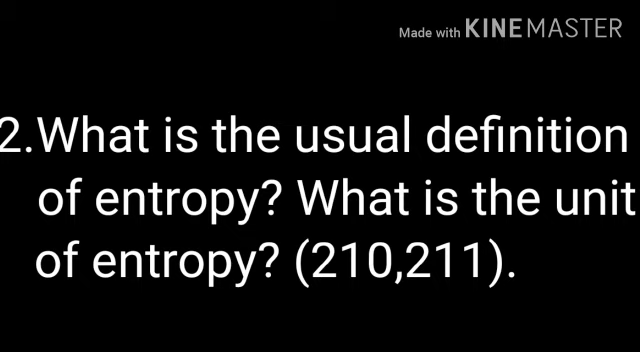 Made with KINEMASTER
2.What is the usual definition
of entropy? What is the unit
of entropy? (210,211).